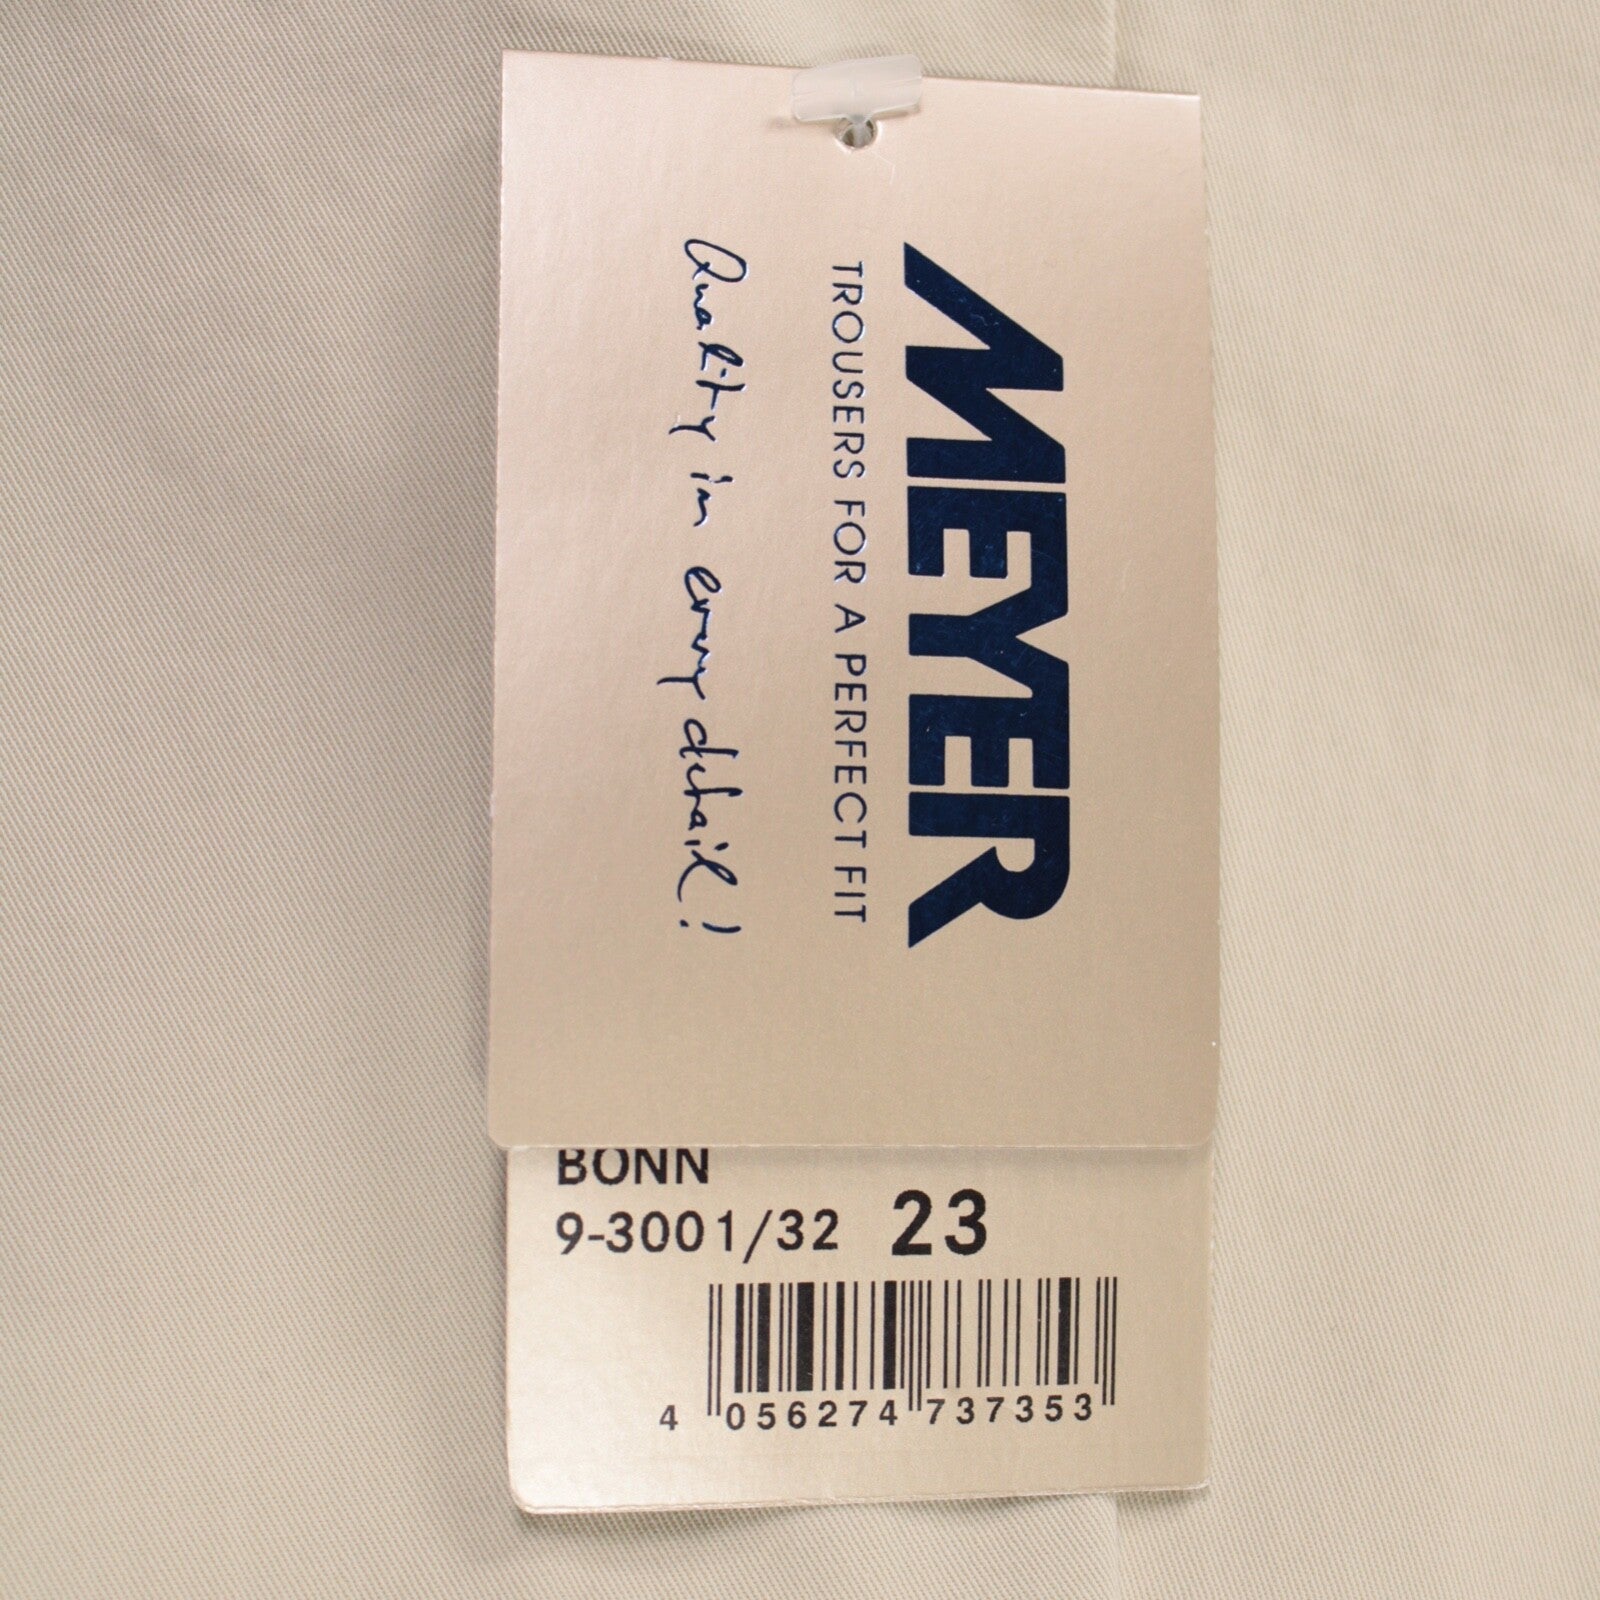 MEYER
TROUSERS FOR A PERFECT FIT
Quality in every detail!
BONN
9-3001/32 23
4 056274 737353